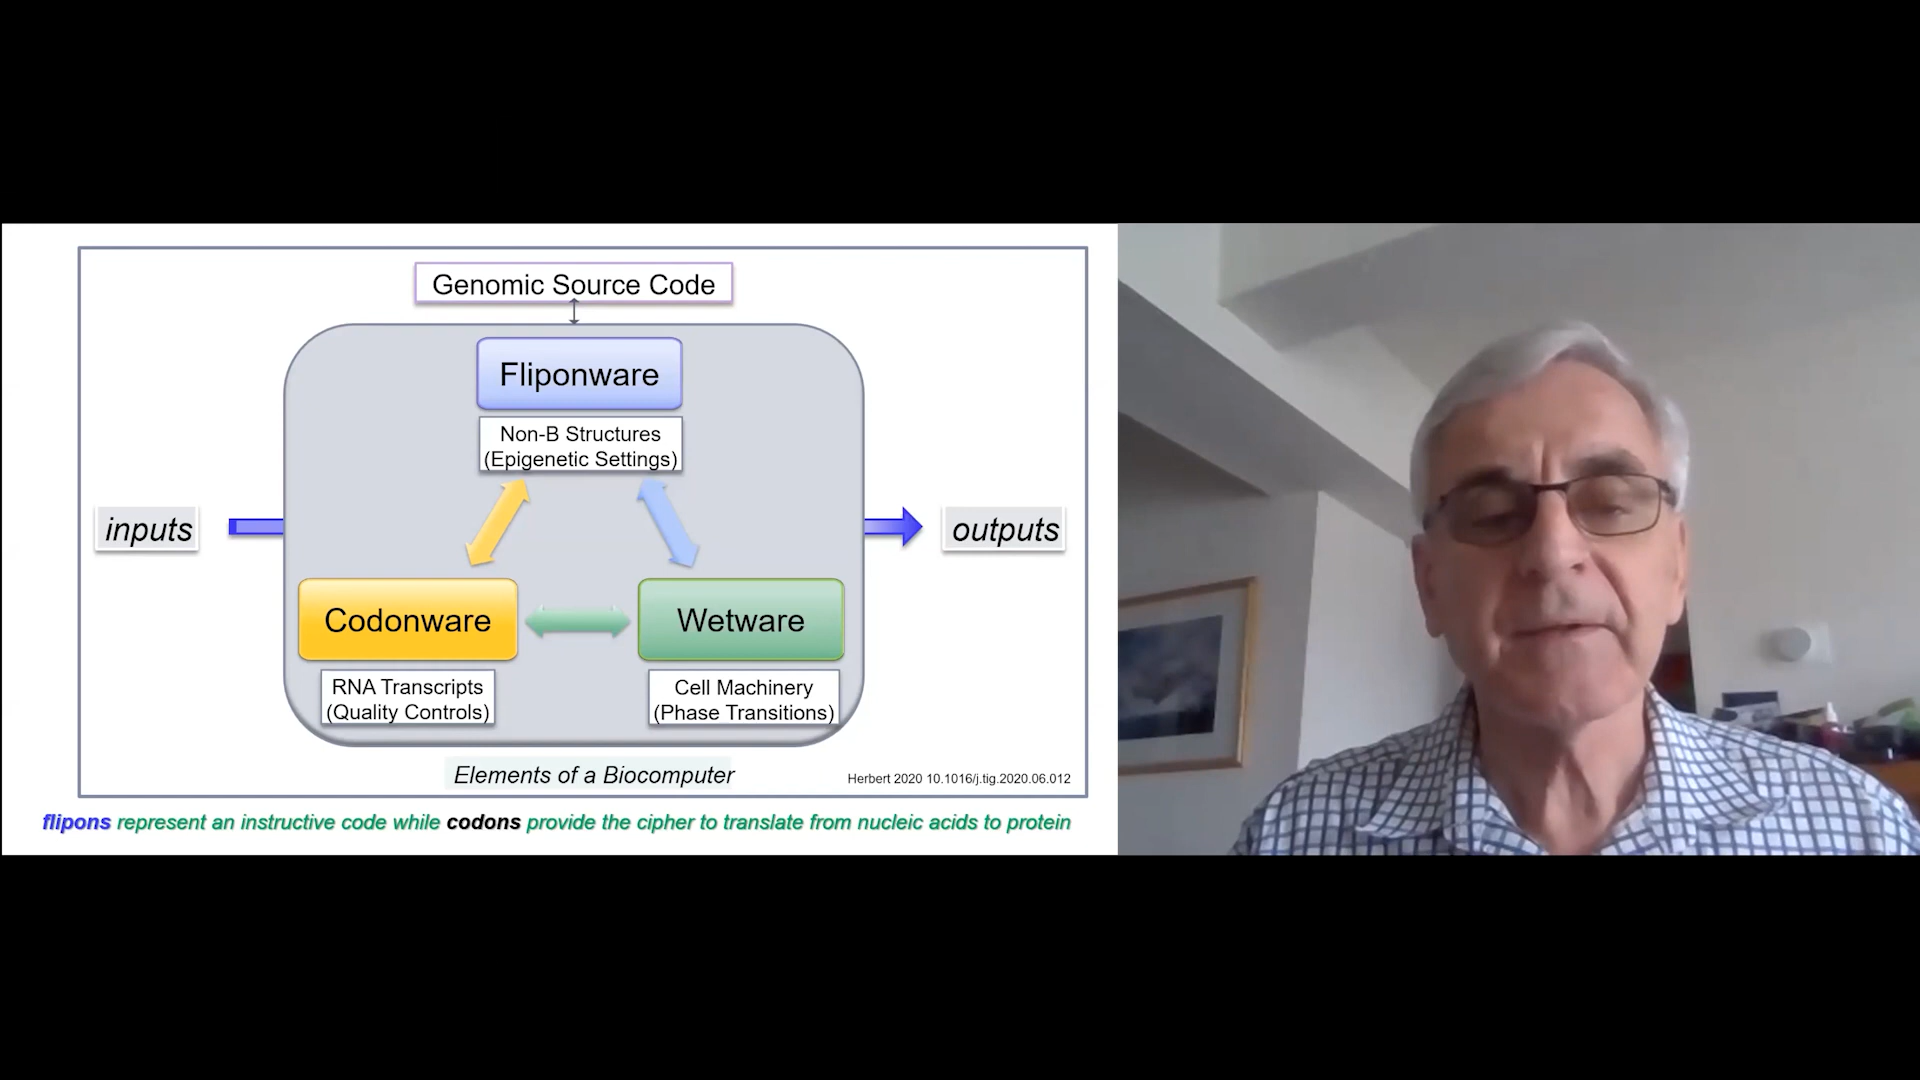 Genomic Source Code
Fliponware
Non-B Structures
(Epigenetic Settings)
inputs
outputs
Codonware
Wetware
RNA Transcripts
(Quality Controls)
Cell Machinery
(Phase Transitions)
Elements of a Biocomputer
Herbert 2020 10.1016/j.tig.2020.06.012
flipons represent an instructive code while codons provide the cipher to translate from nucleic acids to protein